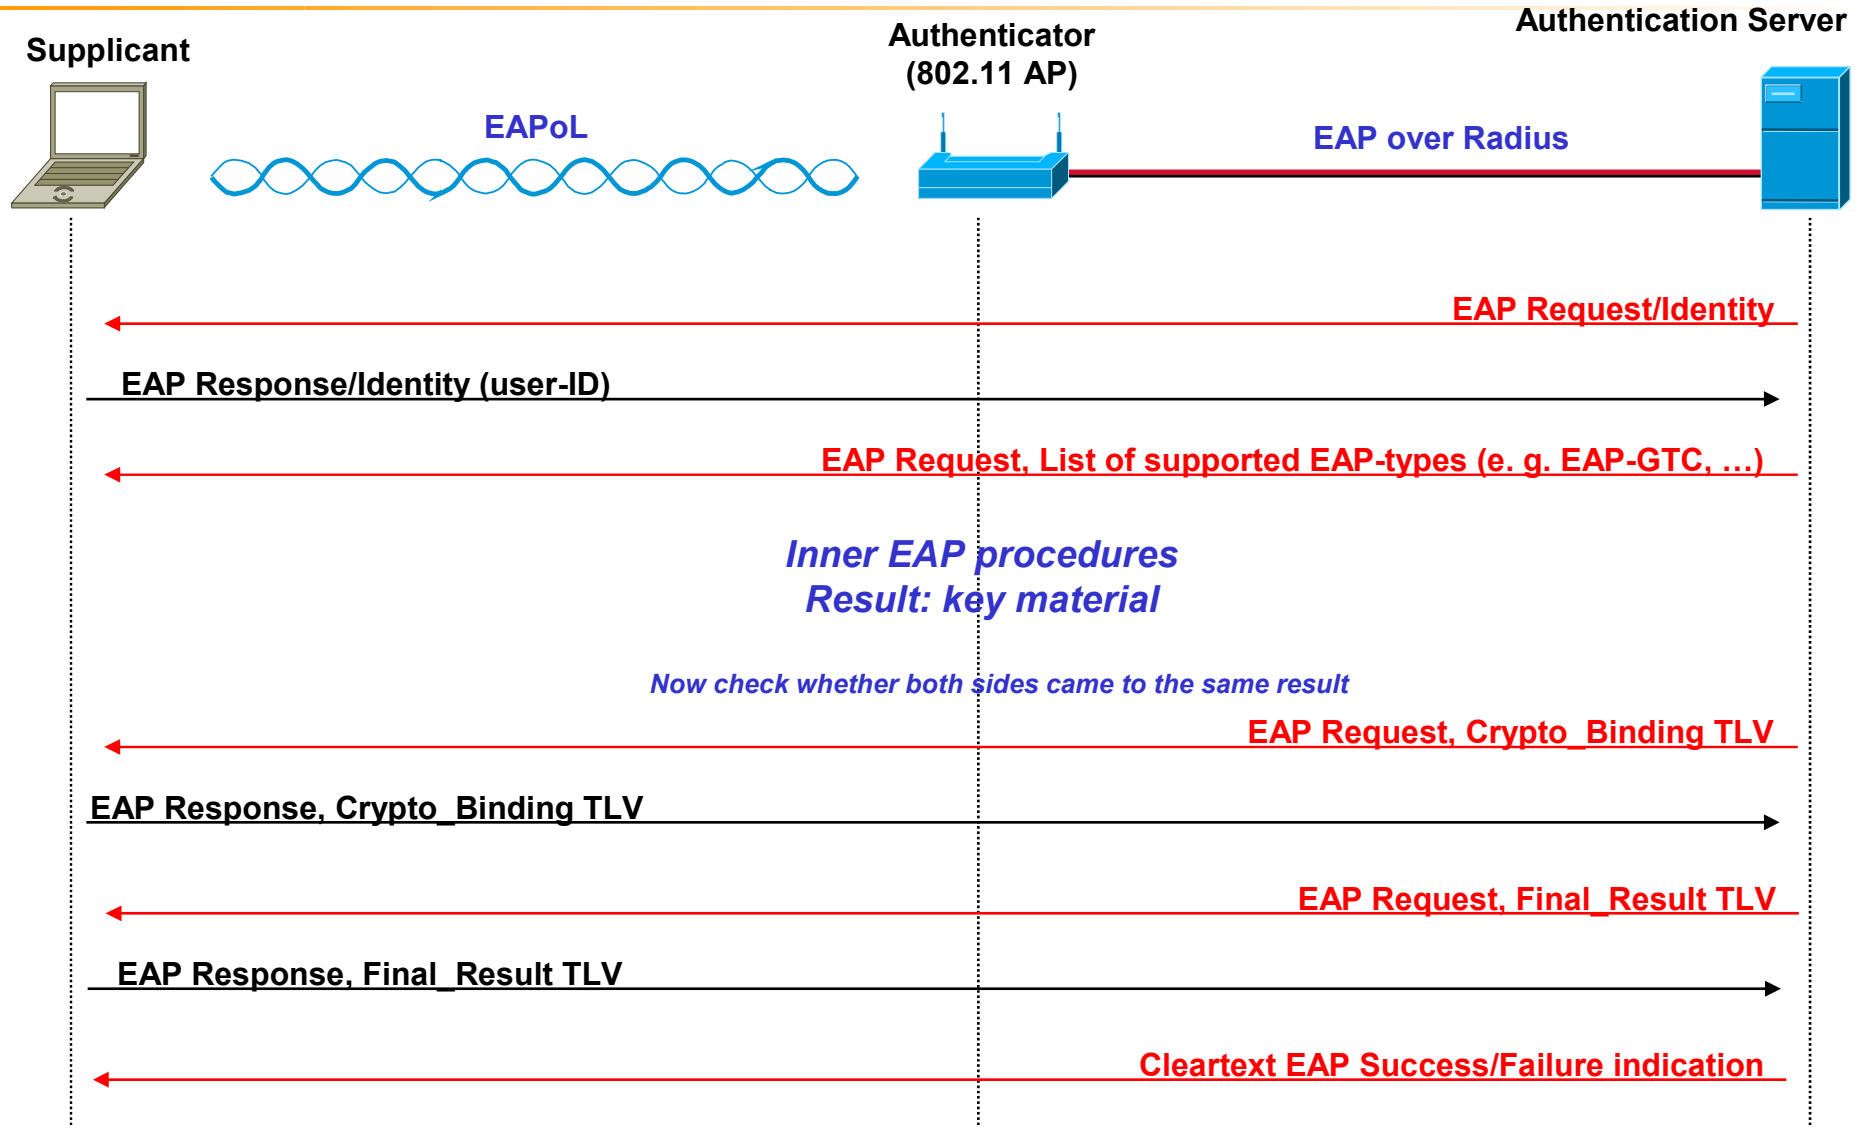 Authentication Server
Supplicant
Authenticator
(802.11 AP)
EAPoL
EAP over Radius
EAP Request/Identity
EAP Response/Identity (user-ID)
EAP Request, List of supported EAP-types (e. g. EAP-GTC, …)
Inner EAP procedures
Result: key material
Now check whether both sides came to the same result
EAP Request, Crypto_Binding TLV
EAP Response, Crypto_Binding TLV
EAP Request, Final_Result TLV
EAP Response, Final_Result TLV
Cleartext EAP Success/Failure indication